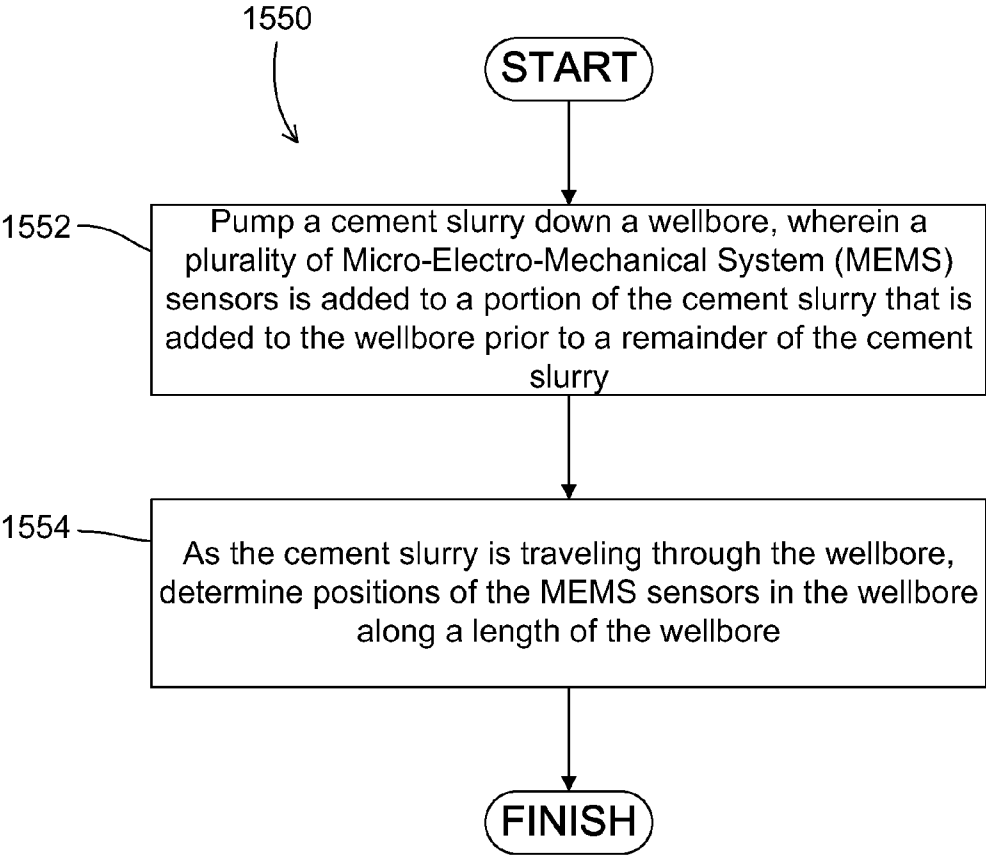 1550
START
1552
Pump a cement slurry down a wellbore, wherein a
plurality of Micro-Electro-Mechanical System (MEMS)
sensors is added to a portion of the cement slurry that is
added to the wellbore prior to a remainder of the cement
slurry
1554
As the cement slurry is traveling through the wellbore,
determine positions of the MEMS sensors in the wellbore
along a length of the wellbore
FINISH